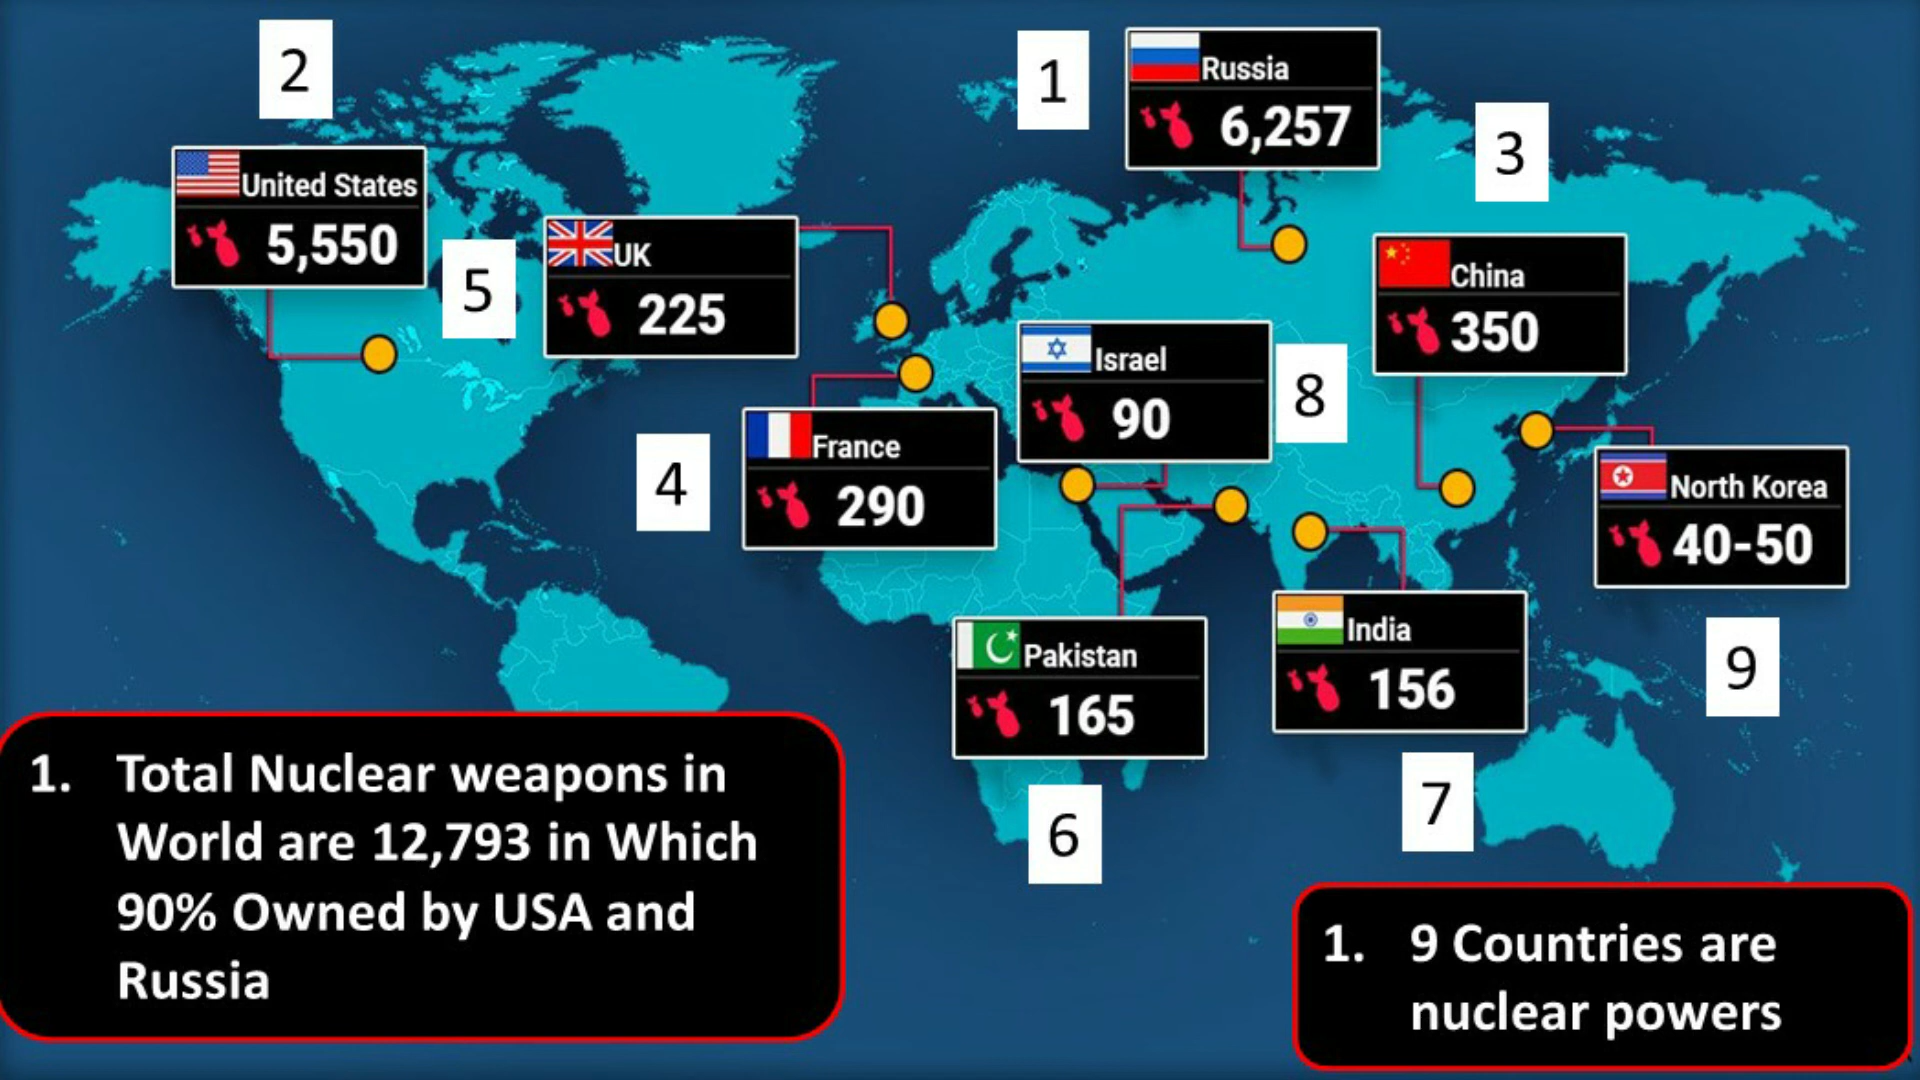 2
1
Russia
6,257
3
United States
5,550
5
UK
225
China
350
Israel
90
8
4
France
290
North Korea
40-50
Pakistan
165
India
156
9
6
7
1. Total Nuclear weapons in
World are 12,793 in Which
90% Owned by USA and
Russia
1. 9 Countries are
nuclear powers